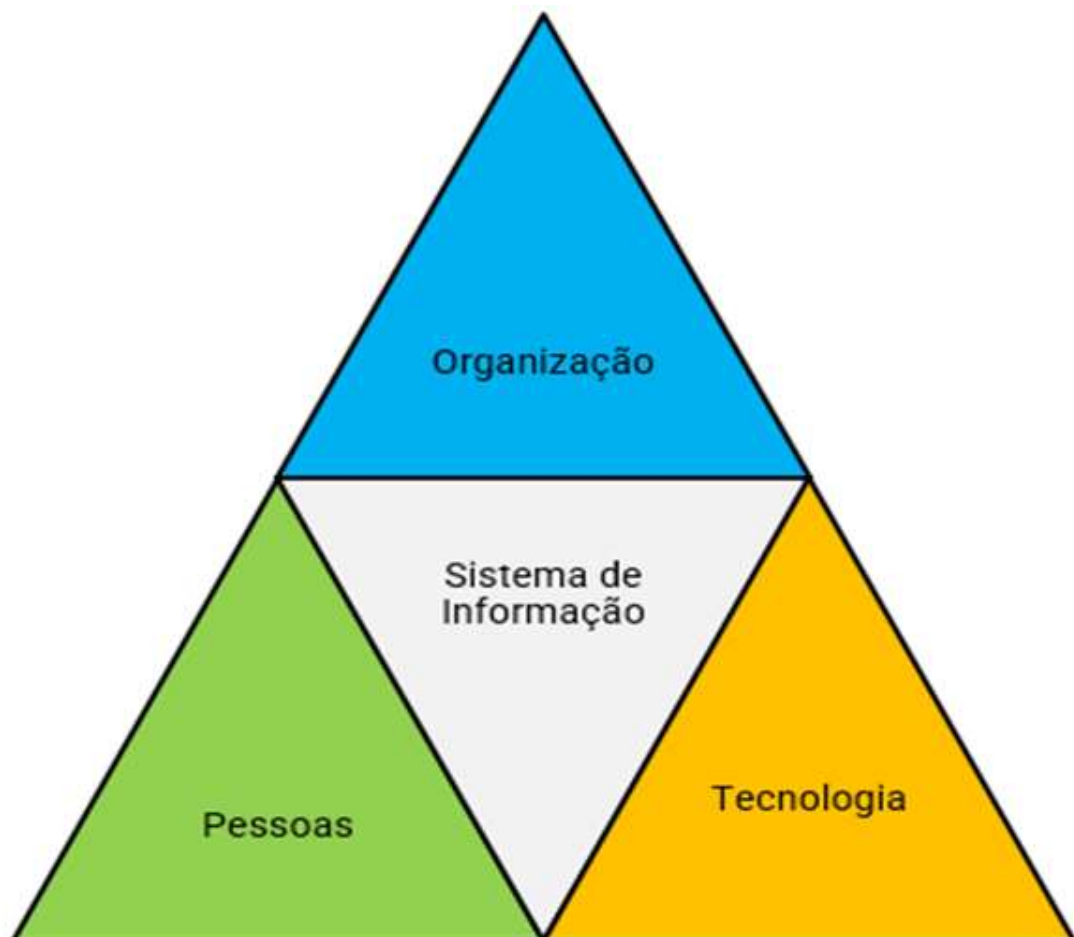 Organização
Sistema de
Informação
Tecnologia
Pessoas